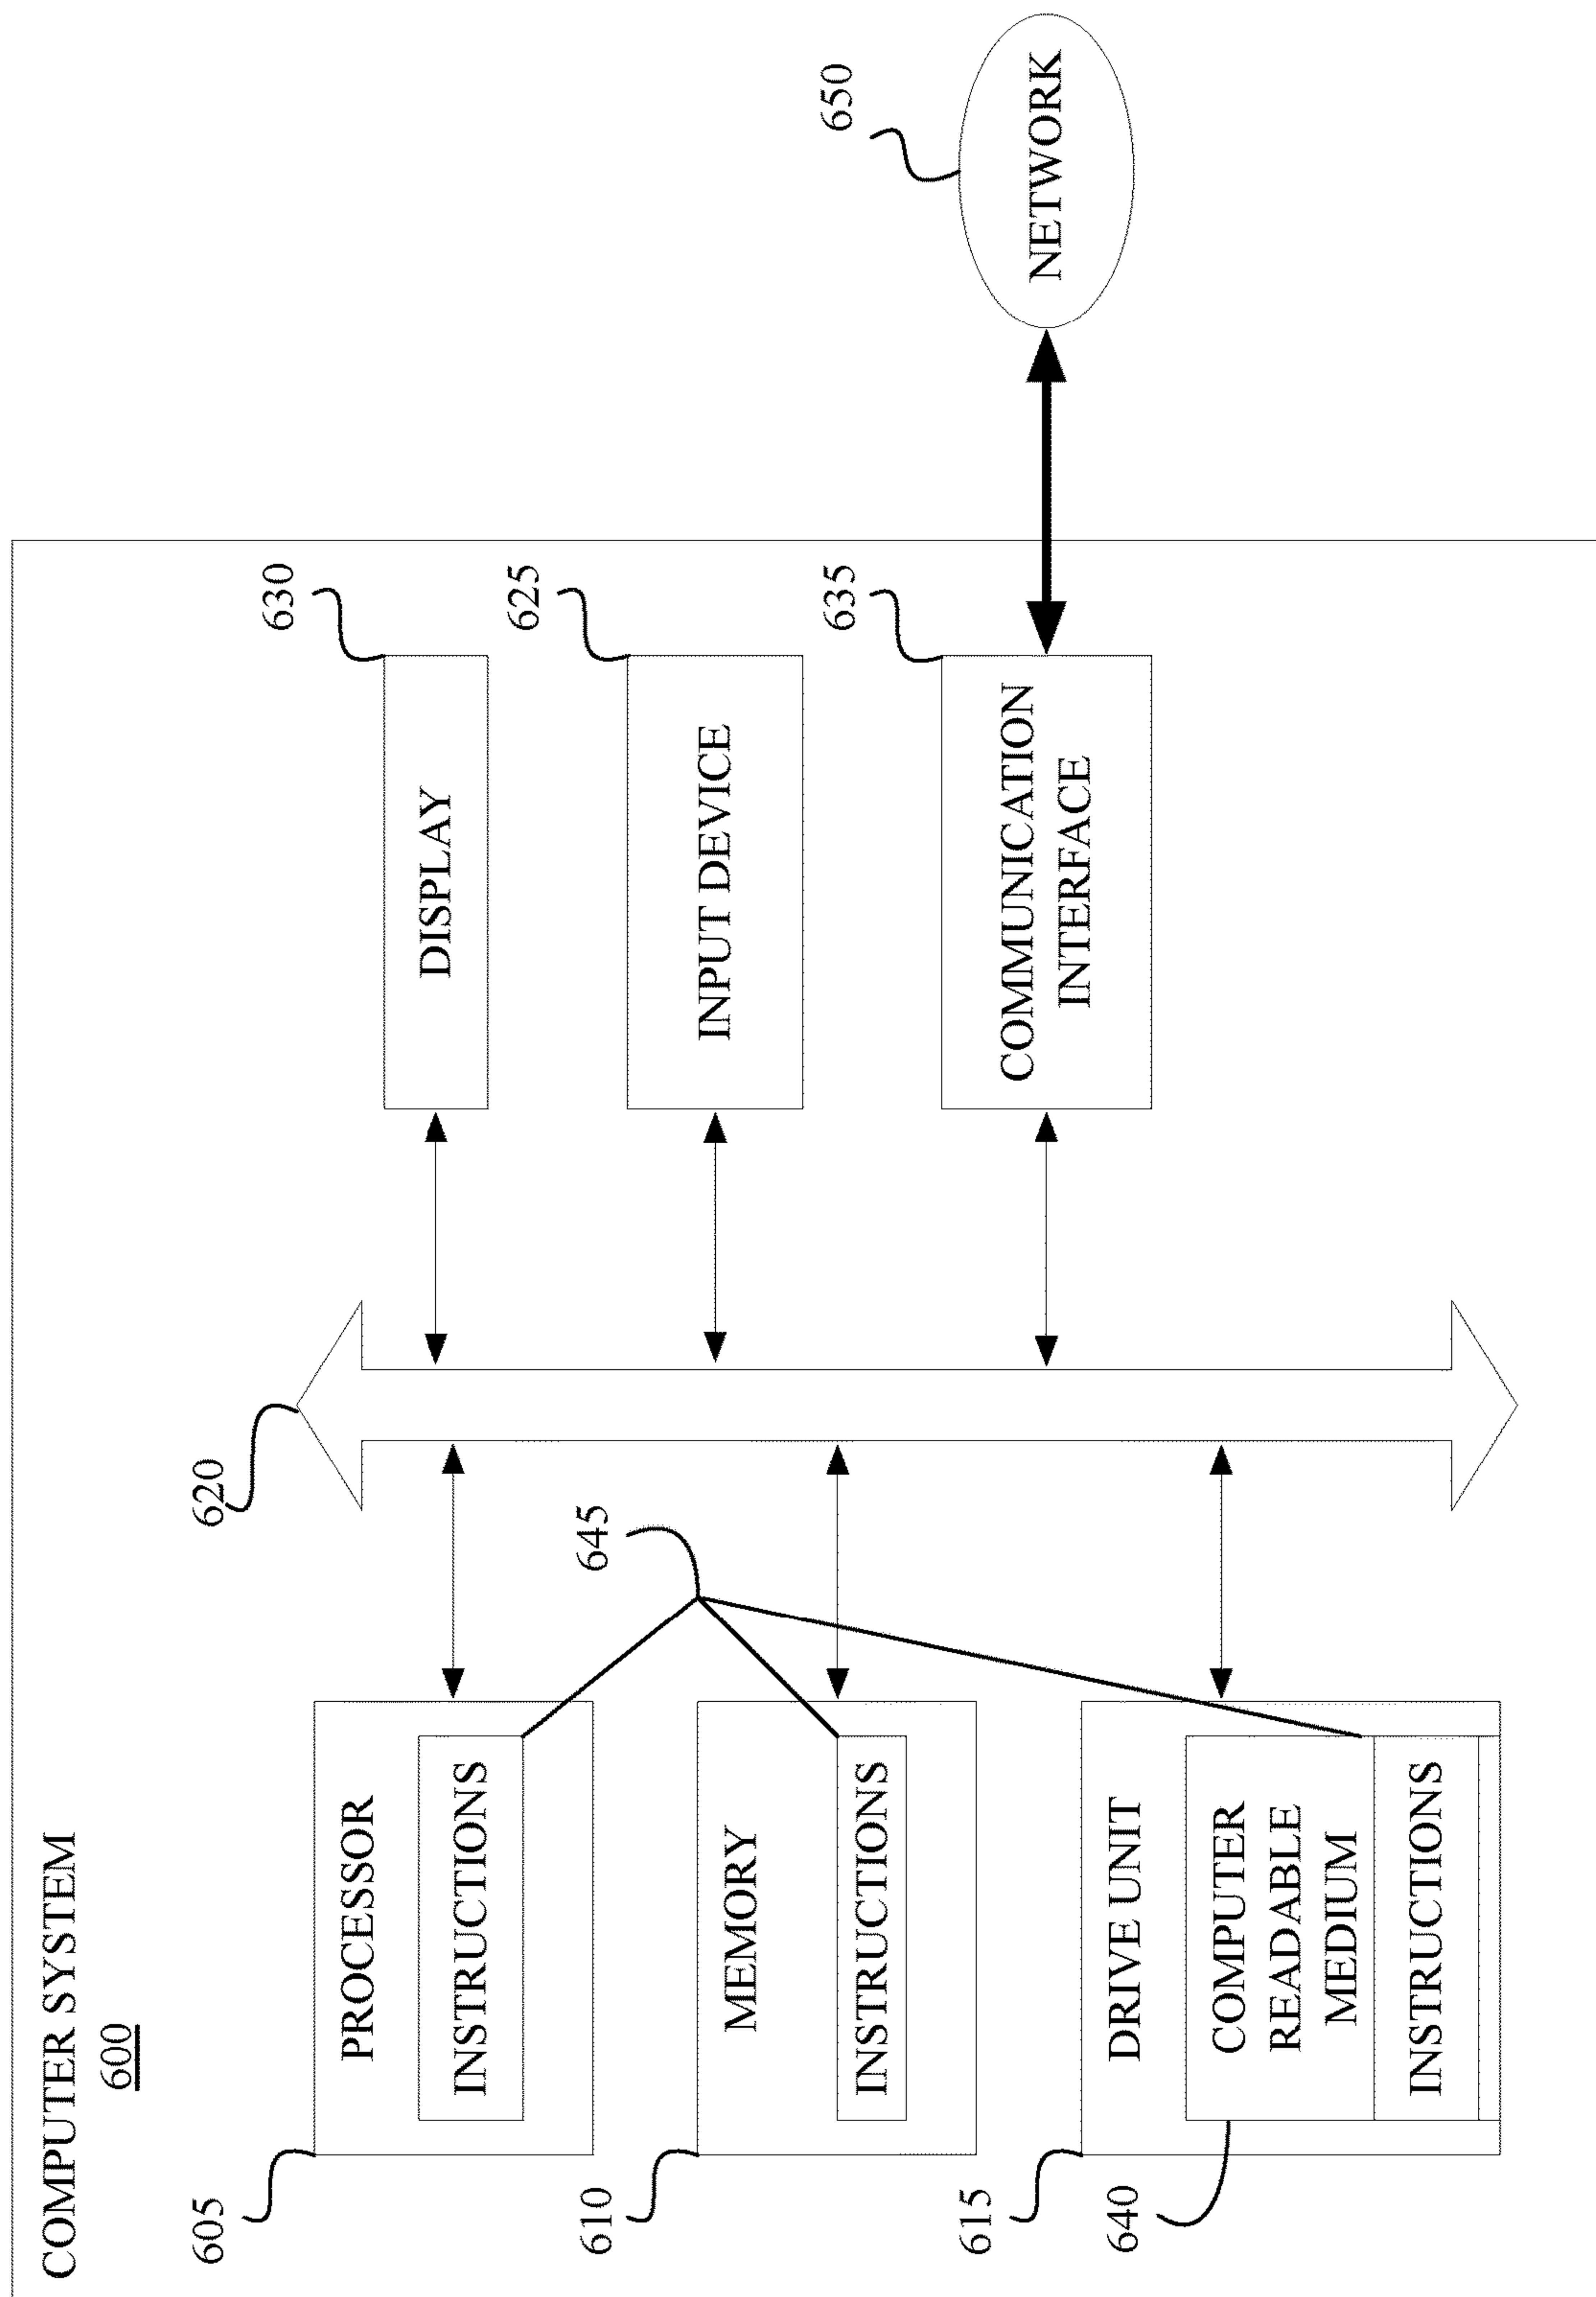 COMPUTER SYSTEM
600
605
PROCESSOR
INSTRUCTIONS
610
MEMORY
INSTRUCTIONS
615
DRIVE UNIT
640
COMPUTER
READABLE
MEDIUM
INSTRUCTIONS
645
620
630
DISPLAY
625
INPUT DEVICE
635
COMMUNICATION
INTERFACE
650
NETWORK